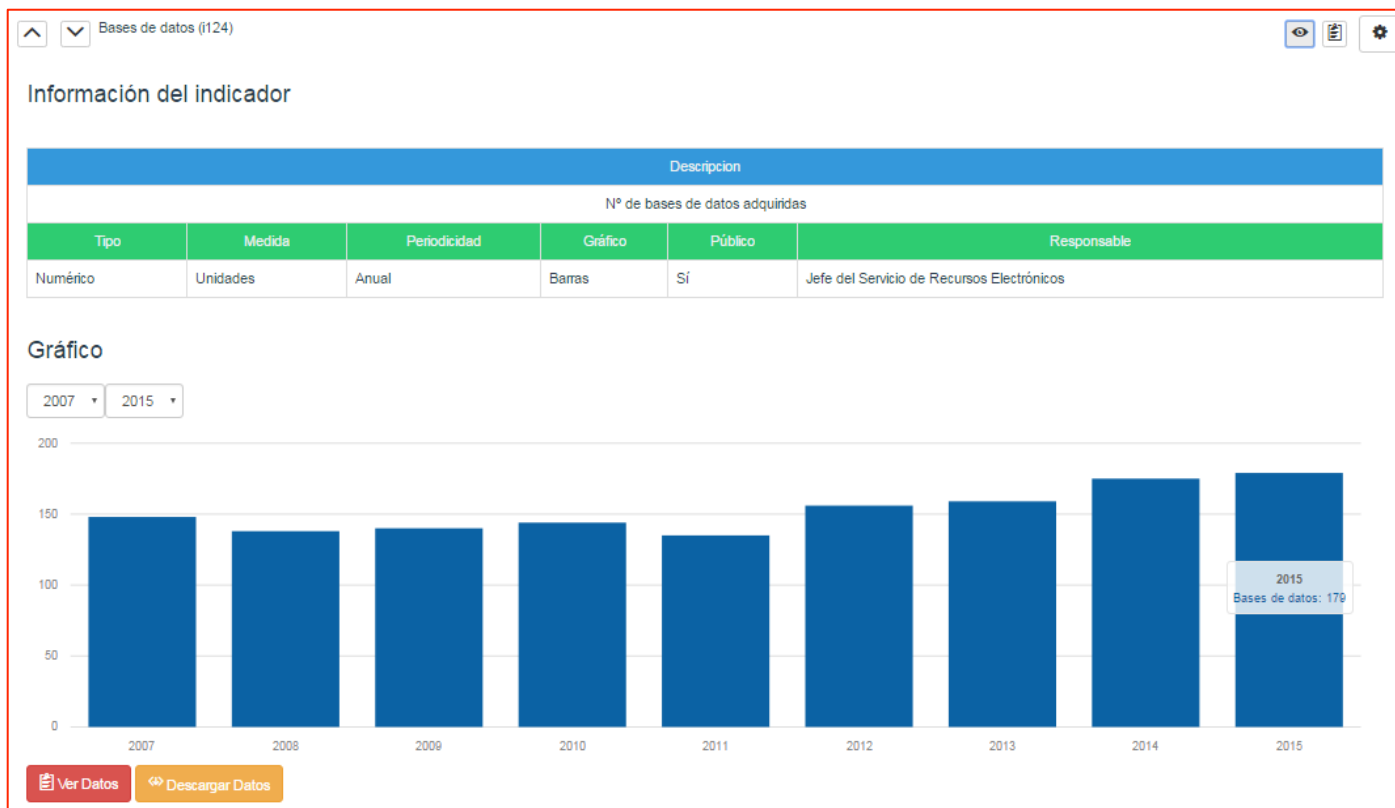 Bases de datos (i124)
Información del indicador
Descripcion
Nº de bases de datos adquiridas
Tipo Medida Periodicidad Gráfico Público Responsable
Numérico Unidades Anual Barras Sí Jefe del Servicio de Recursos Electrónicos
Gráfico
2007 2015
200
150
100
50
0
2015
Bases de datos: 179
2007 2008 2009 2010 2011 2012 2013 2014 2015
Ver Datos Descargar Datos